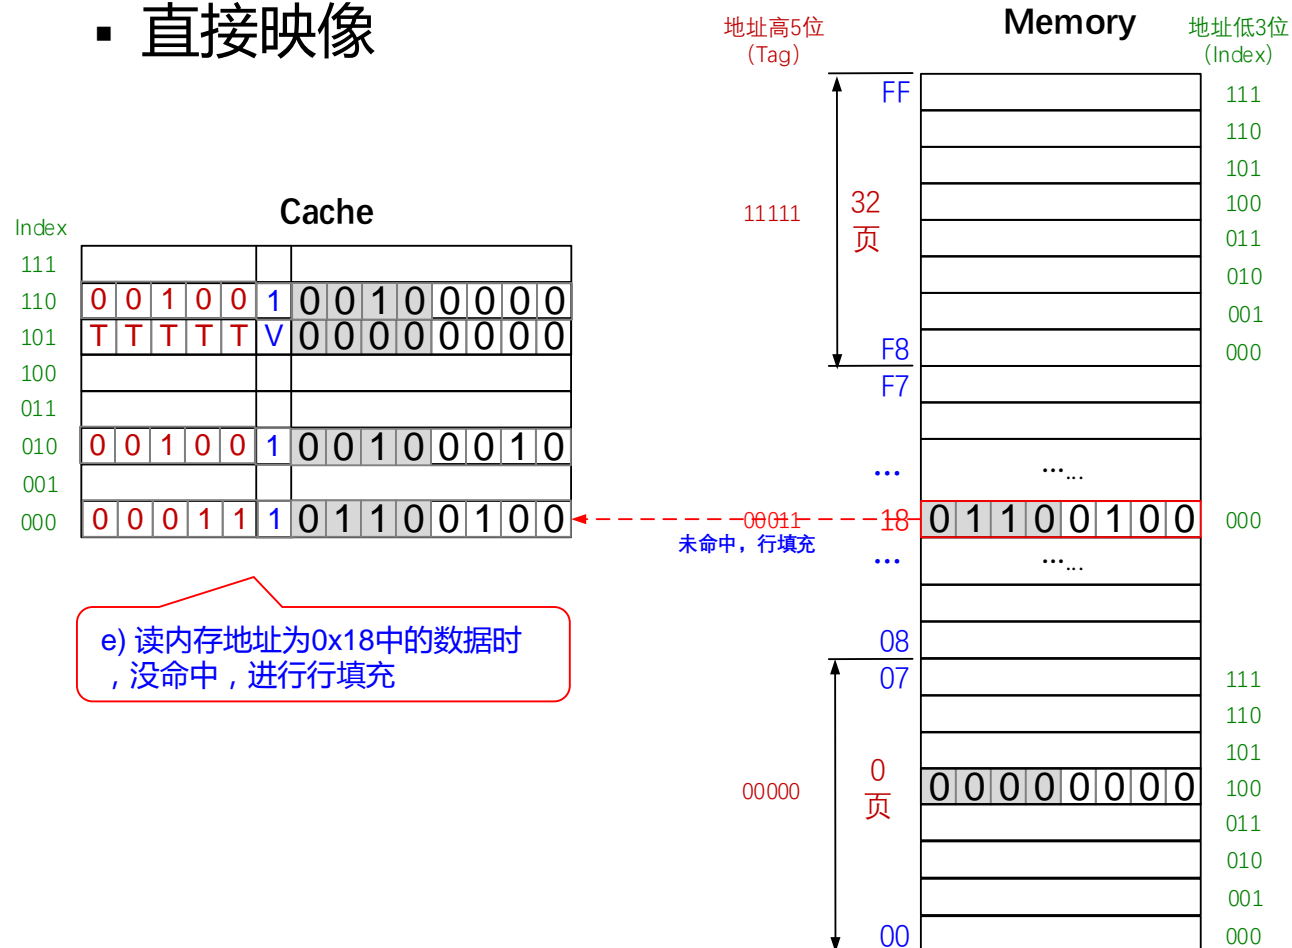 ▪ 直接映像
地址高5位
（Tag）
Memory
地址低3位
（Index）
FF
111
110
101
11111
32
页
100
011
010
001
F8
000
F7
...
......
00011
18
0 1 1 0 0 1 0 0
000
未命中，行填充
...
......
08
07
111
110
101
00000
0
页
0 0 0 0 0 0 0 0
100
011
010
001
00
000
Cache
Index
111
110
0 0 1 0 0 1 0 0 1 0 0 0 0 0
101
T T T T T V 0 0 0 0 0 0 0 0
100
011
010
0 0 1 0 0 1 0 0 1 0 0 0 1 0
001
000
0 0 0 1 1 1 0 1 1 0 0 1 0 0
e) 读内存地址为0x18中的数据时
，没命中，进行行填充